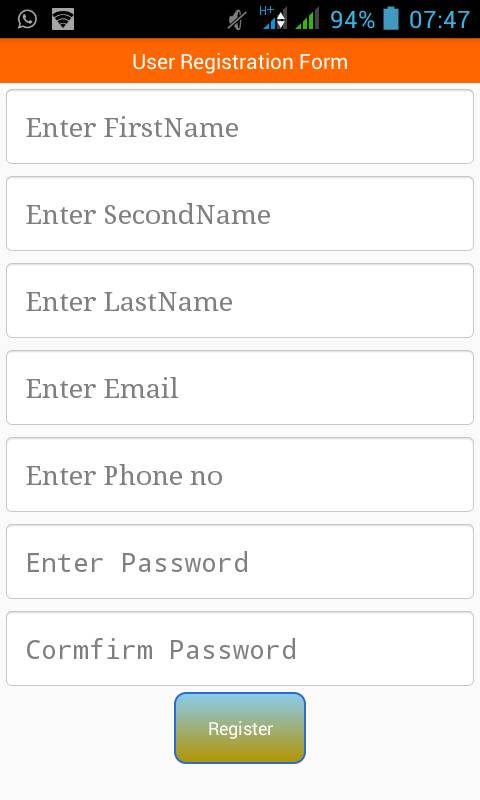 H+ 94% 07:47
User Registration Form
Enter FirstName
Enter SecondName
Enter LastName
Enter Email
Enter Phone no
Enter Password
Cormfirm Password
Register